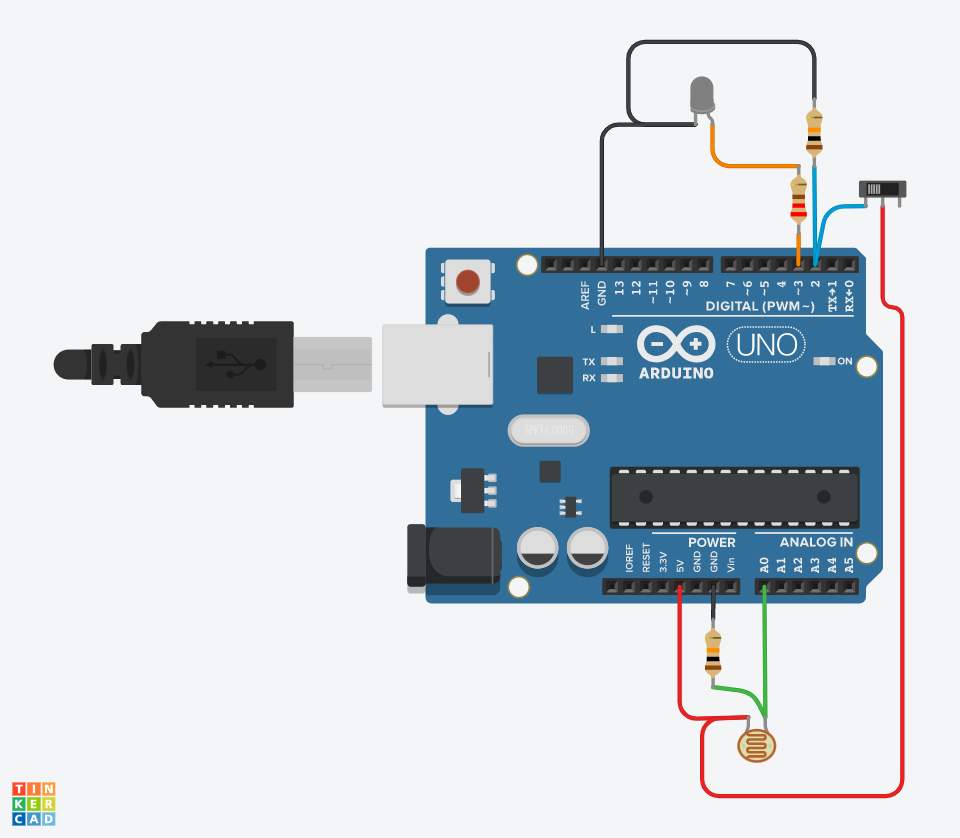 AREF
GND
13
12
~11
~10
~9
8
7
~6
~5
4
~3
2
TX→1
RX←0
DIGITAL (PWM~)
L
TX
RX
ARDUINO
UNO
ON
SPK16.000G
POWER
ANALOG IN
IOREF
RESET
3.3V
5V
GND
GND
Vin
A0
A1
A2
A3
A4
A5
TIN
KER
CAD